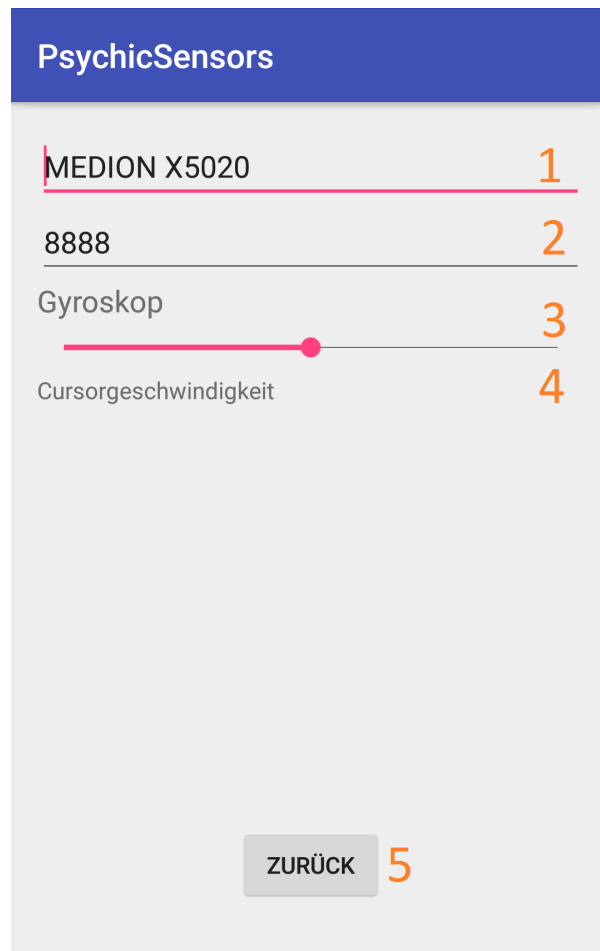 PsychicSensors
MEDION X5020 1
8888 2
Gyroskop
3
Cursorgeschwindigkeit 4
ZURÜCK 5